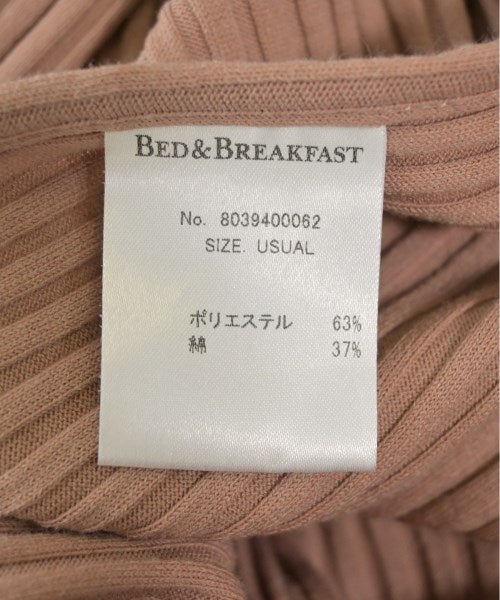 BED & BREAKFAST
No. 8039400062
SIZE. USUAL
ポリエステル 63%
綿 37%